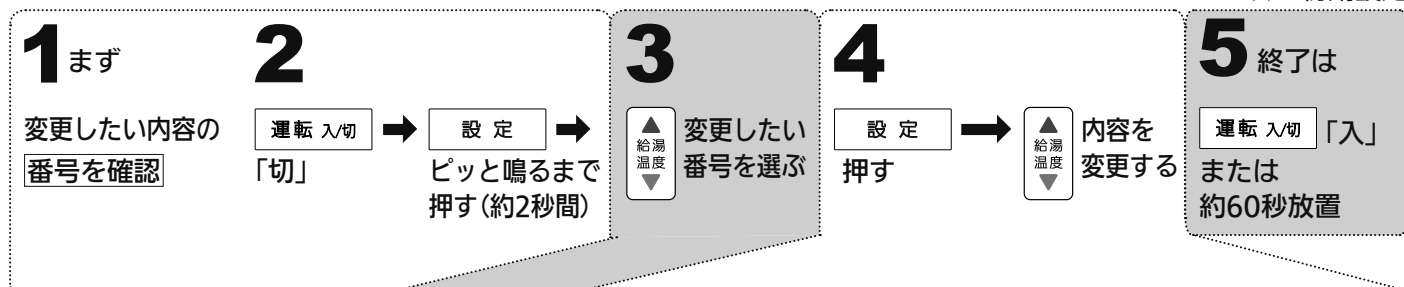 1 まず
変更したい内容の
番号を確認
2
運転 入/切
「切」
設 定
ピッと鳴るまで
押す(約2秒間)
3
給湯
温度
変更したい
番号を選ぶ
4
設 定
押す
給湯
温度
内容を
変更する
5 終了は
運転 入/切 「入」
または
約60秒放置